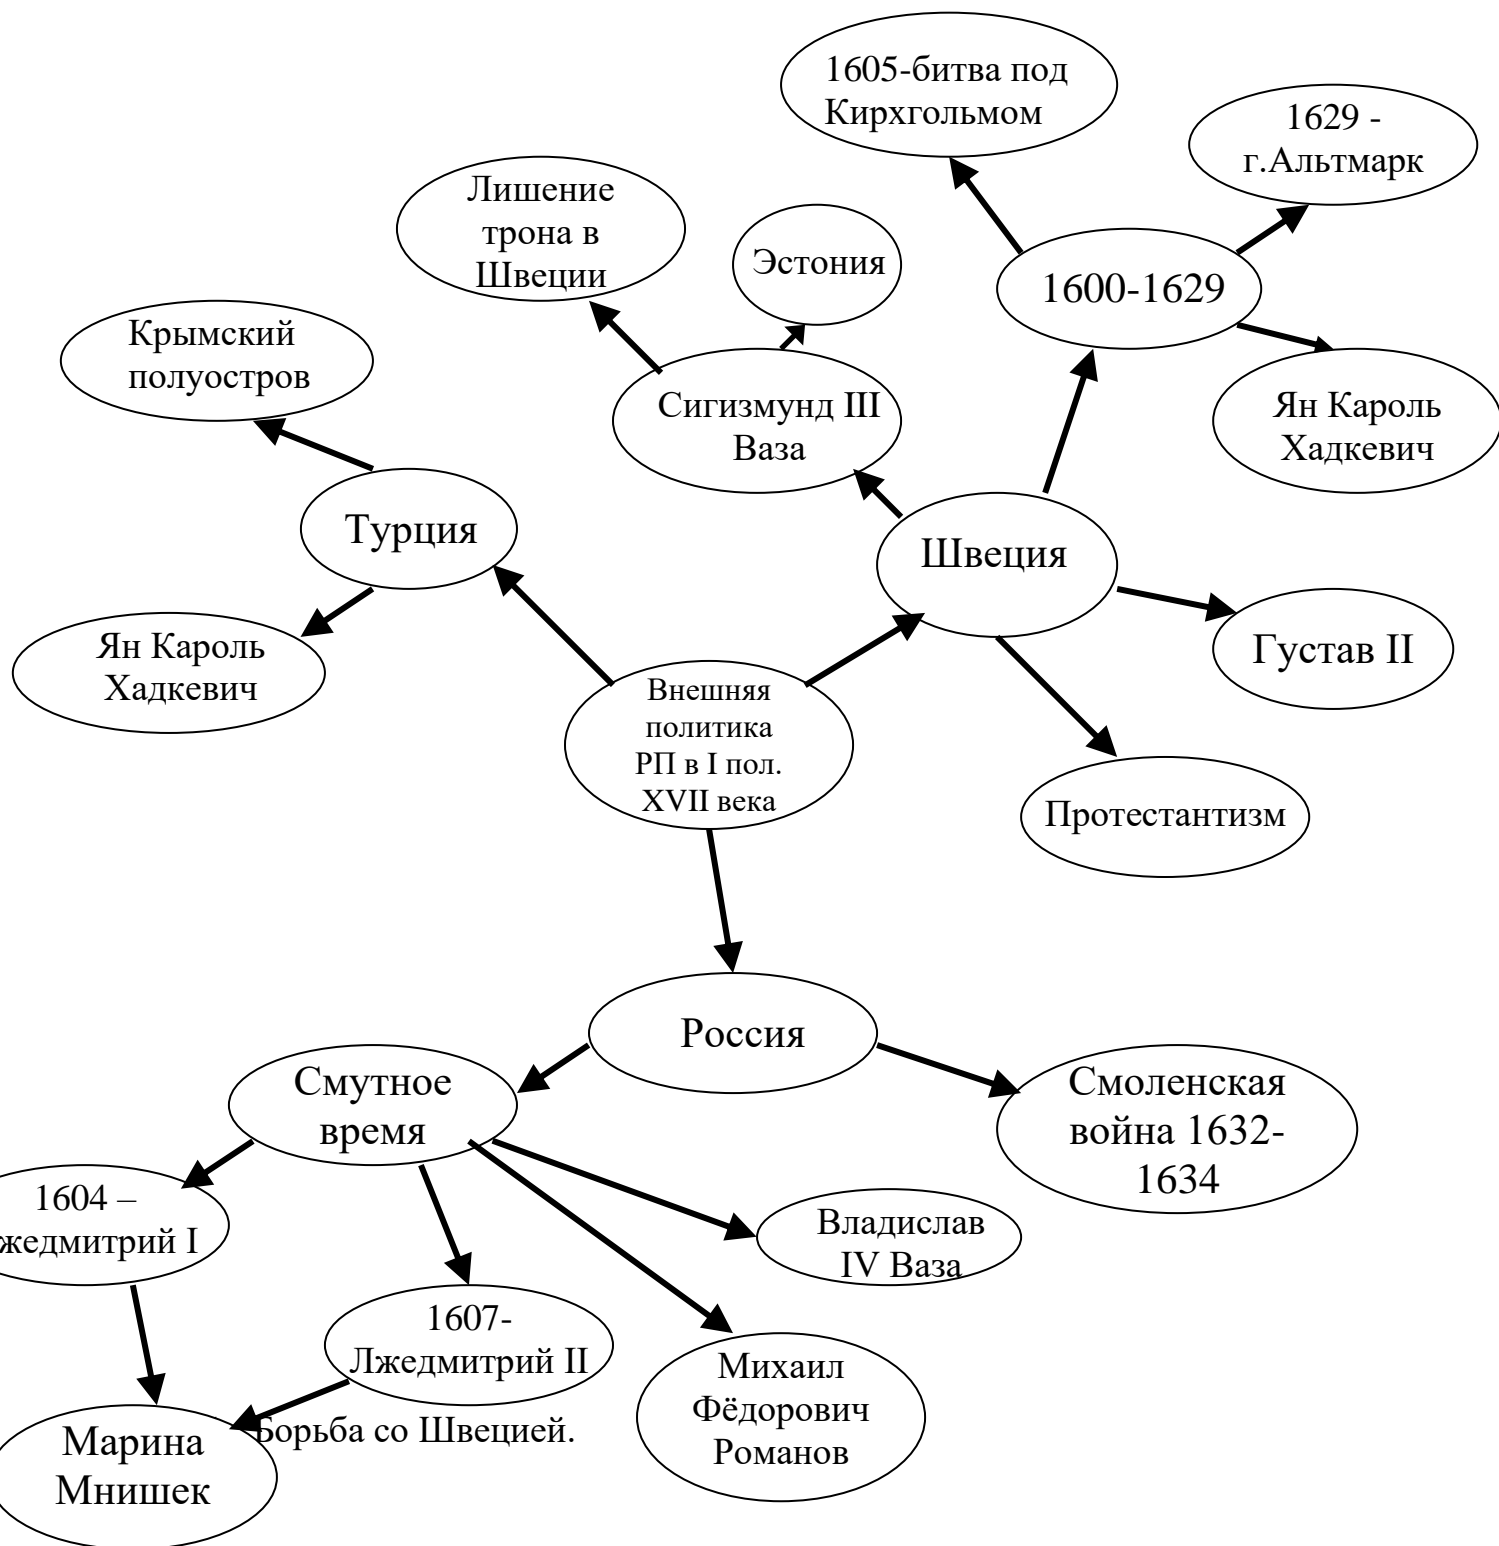 1605-битва под
Кирхгольмом
1629 -
г.Альтмарк
Лишение
трона в
Швеции
Эстония
1600-1629
Крымский
полуостров
Сигизмунд III
Ваза
Ян Кароль
Хадкевич
Турция
Швеция
Ян Кароль
Хадкевич
Густав II
Внешняя
политика
РП в I пол.
XVII века
Протестантизм
Россия
Смутное
время
Смоленская
война 1632-
1634
1604 –
жедмитрий I
Владислав
IV Ваза
1607-
Лжедмитрий II
Михаил
Фёдорович
Романов
Марина
Мнишек
Борьба со Швецией.